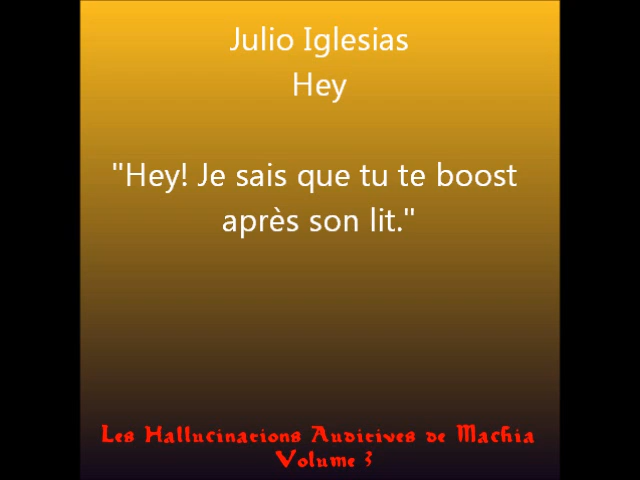 Julio Iglesias
Hey
"Hey! Je sais que tu te boost
après son lit."
Les Hallucinations Auditives de Machia
Volume 3